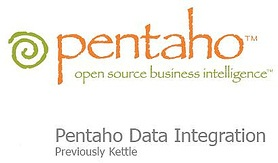 pentaho™
open source business intelligence™
Pentaho Data Integration
Previously Kettle